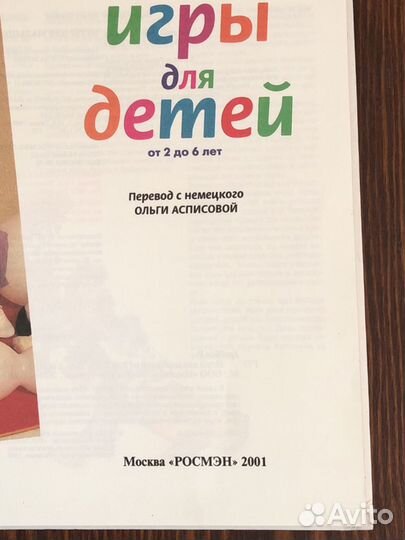 игры
для
детей
от 2 до 6 лет
Перевод с немецкого
ОЛЬГИ АСПИСОВОЙ
Москва «РОСМЭН» 2001
Avito